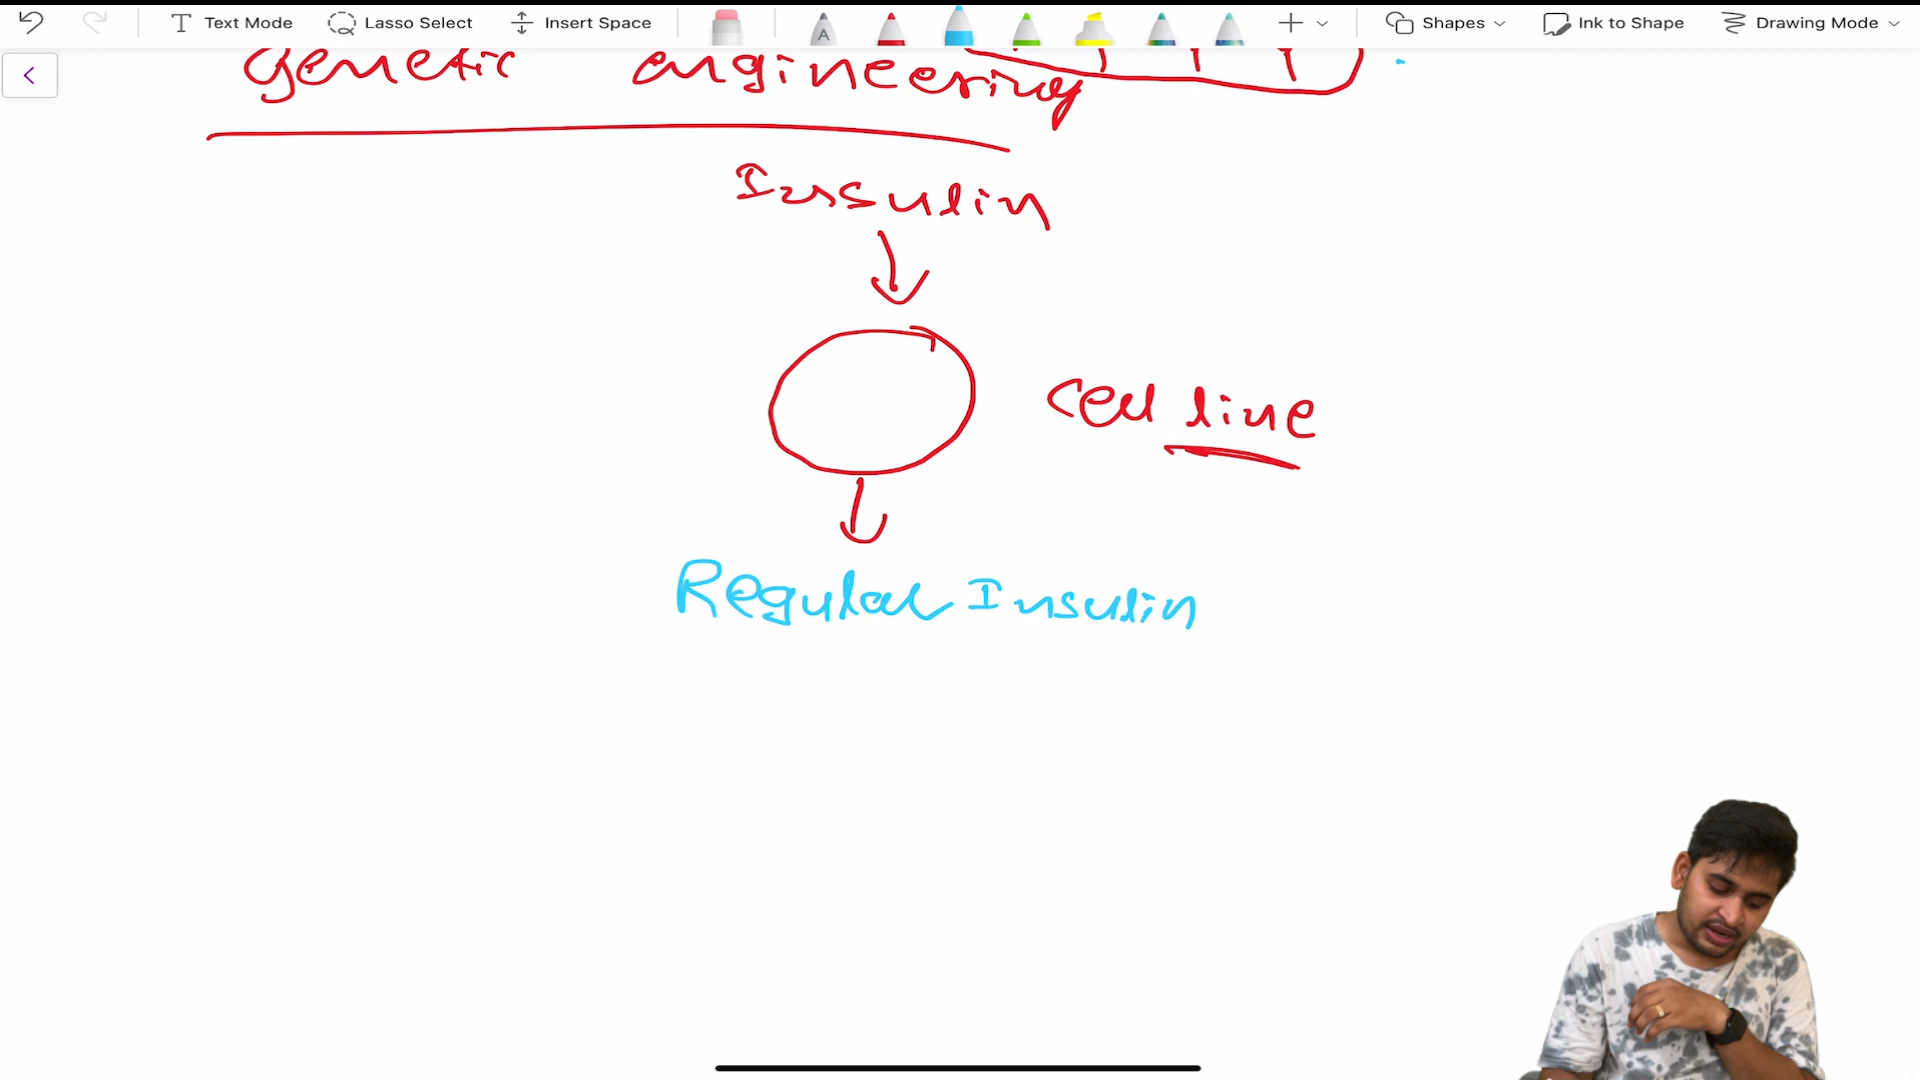 Text Mode Lasso Select Insert Space A Shapes Ink to Shape Drawing Mode
Genetic engineering
Insulin
Cell line
Regular Insulin